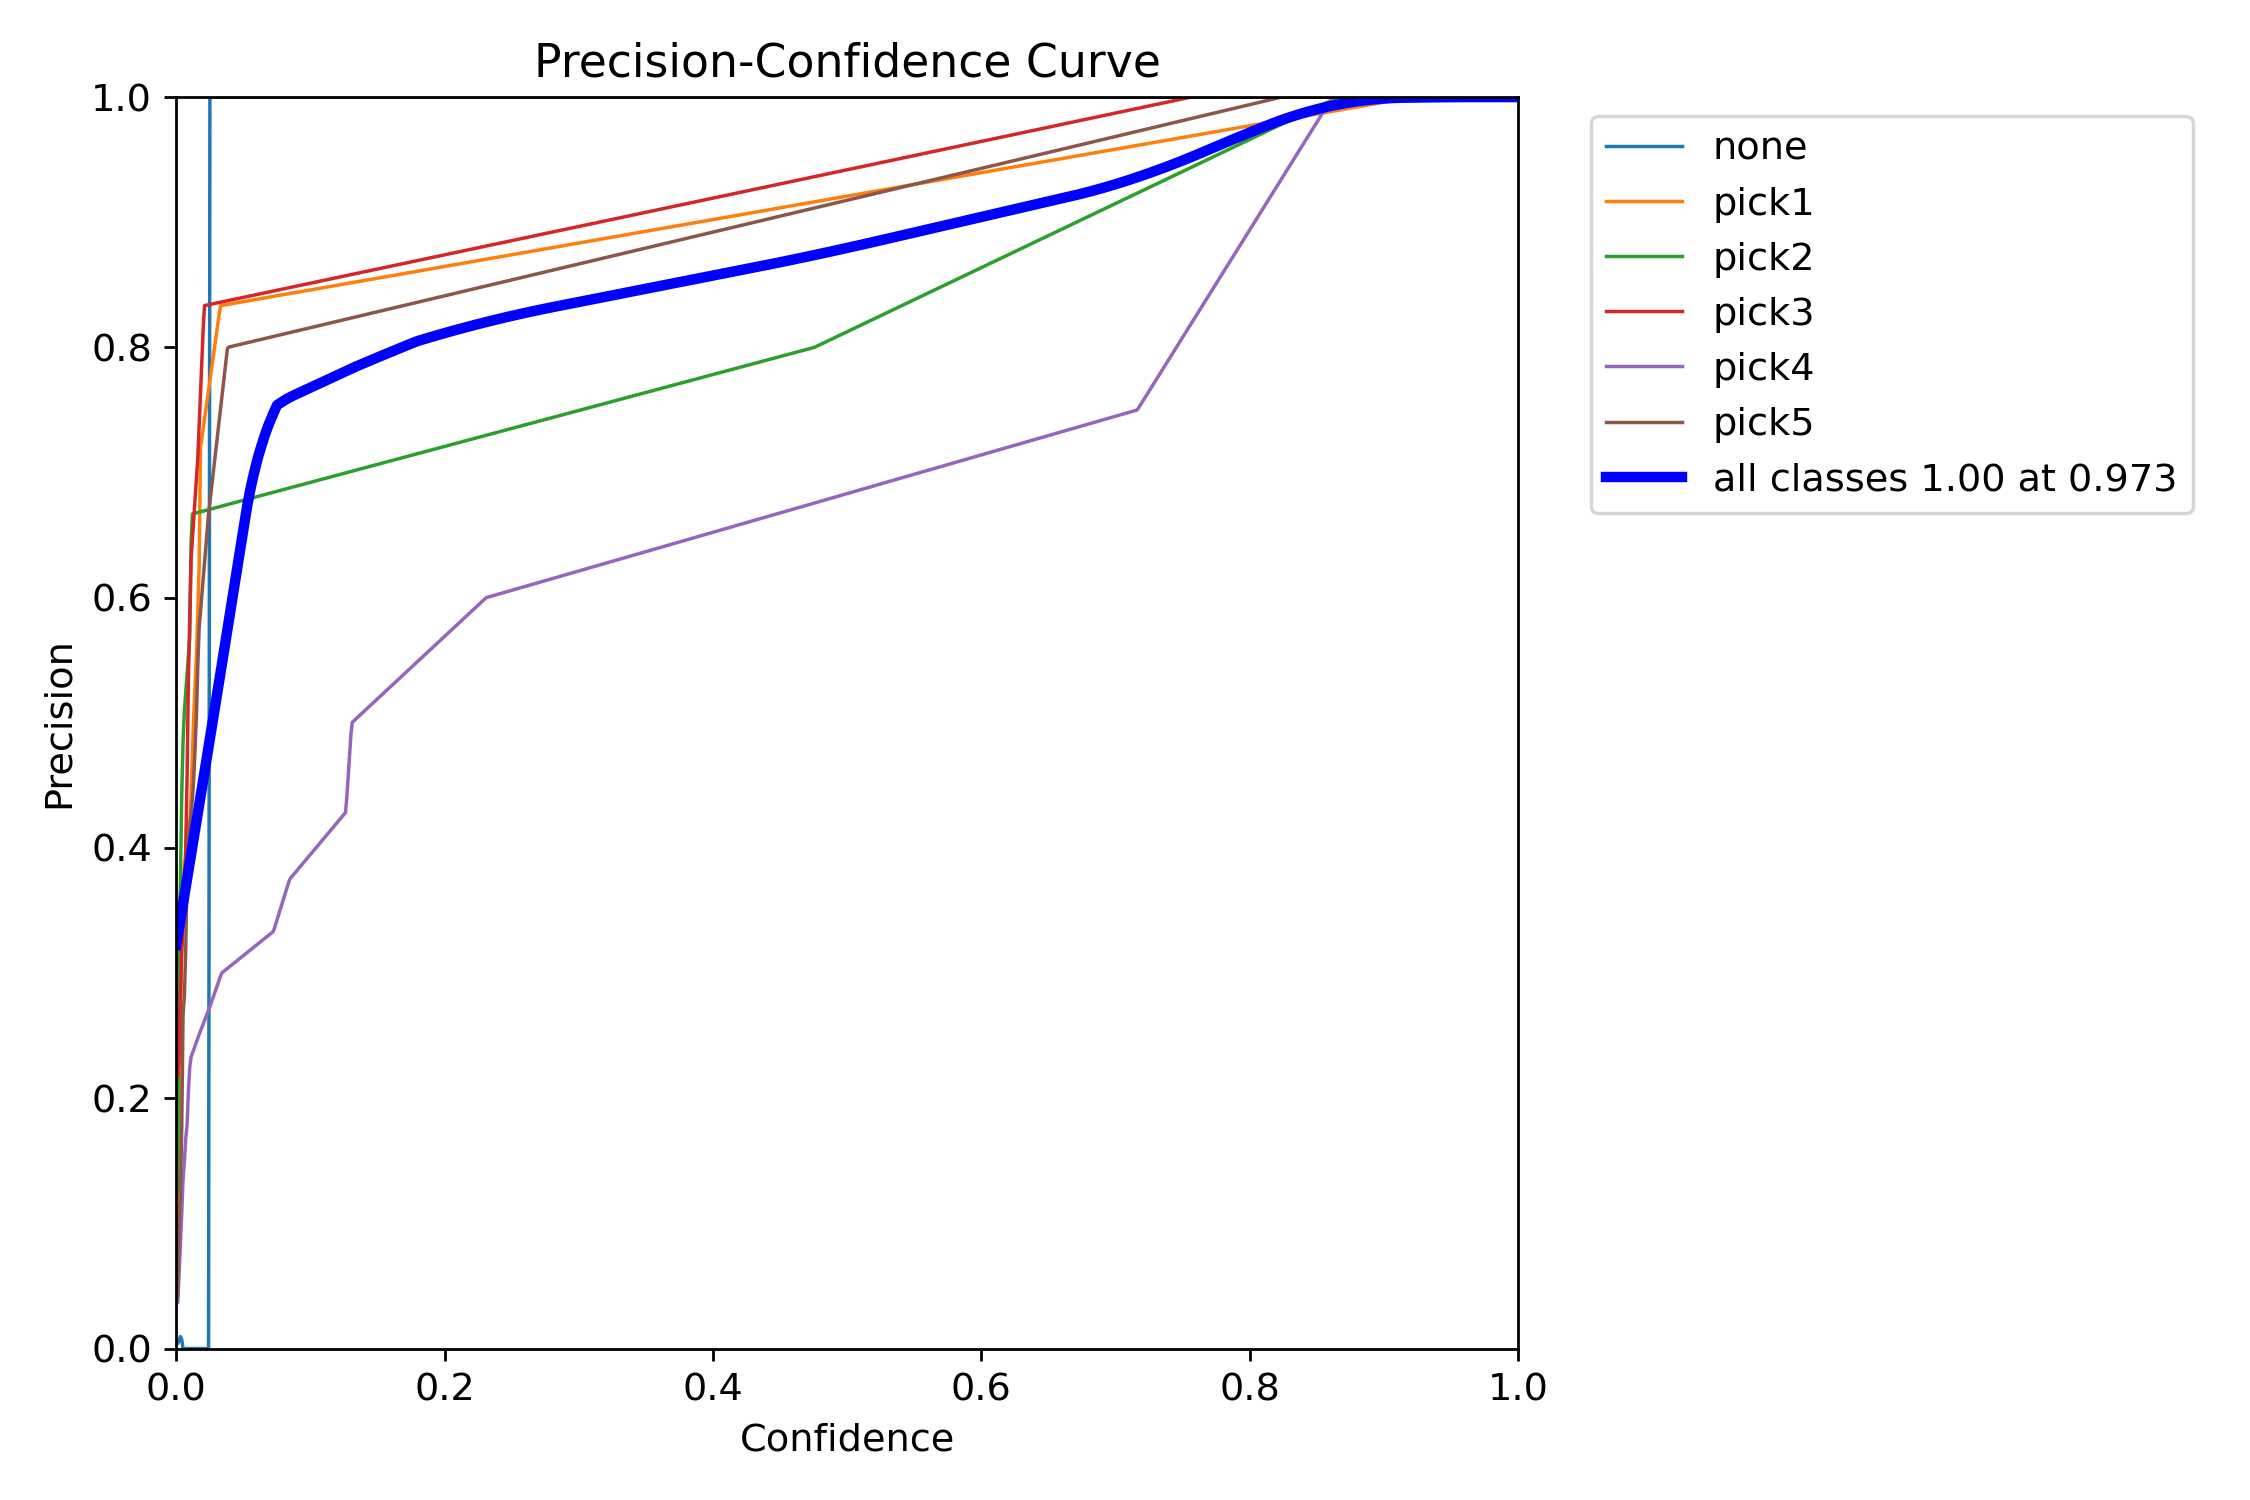 Precision-Confidence Curve
1.0
0.8
0.6
0.4
0.2
0.0
Precision
0.0 0.2 0.4 0.6 0.8 1.0
Confidence
none
pick1
pick2
pick3
pick4
pick5
all classes 1.00 at 0.973